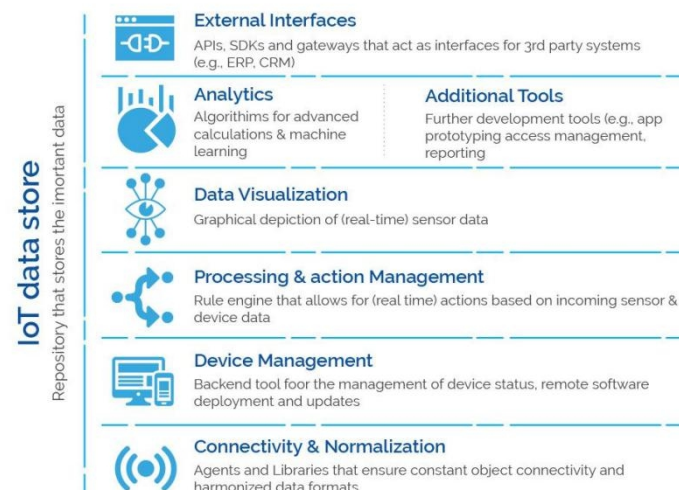 IoT data store
Repository that stores the imortant data
External Interfaces
APIs, SDKs and gateways that act as interfaces for 3rd party systems
(e.g., ERP, CRM)
Analytics
Algorithims for advanced
calculations & machine
learning
Additional Tools
Further development tools (e.g., app
prototyping access management,
reporting
Data Visualization
Graphical depiction of (real-time) sensor data
Processing & action Management
Rule engine that allows for (real time) actions based on incoming sensor &
device data
Device Management
Backend tool foor the management of device status, remote software
deployment and updates
Connectivity & Normalization
Agents and Libraries that ensure constant object connectivity and
harmonized data formats